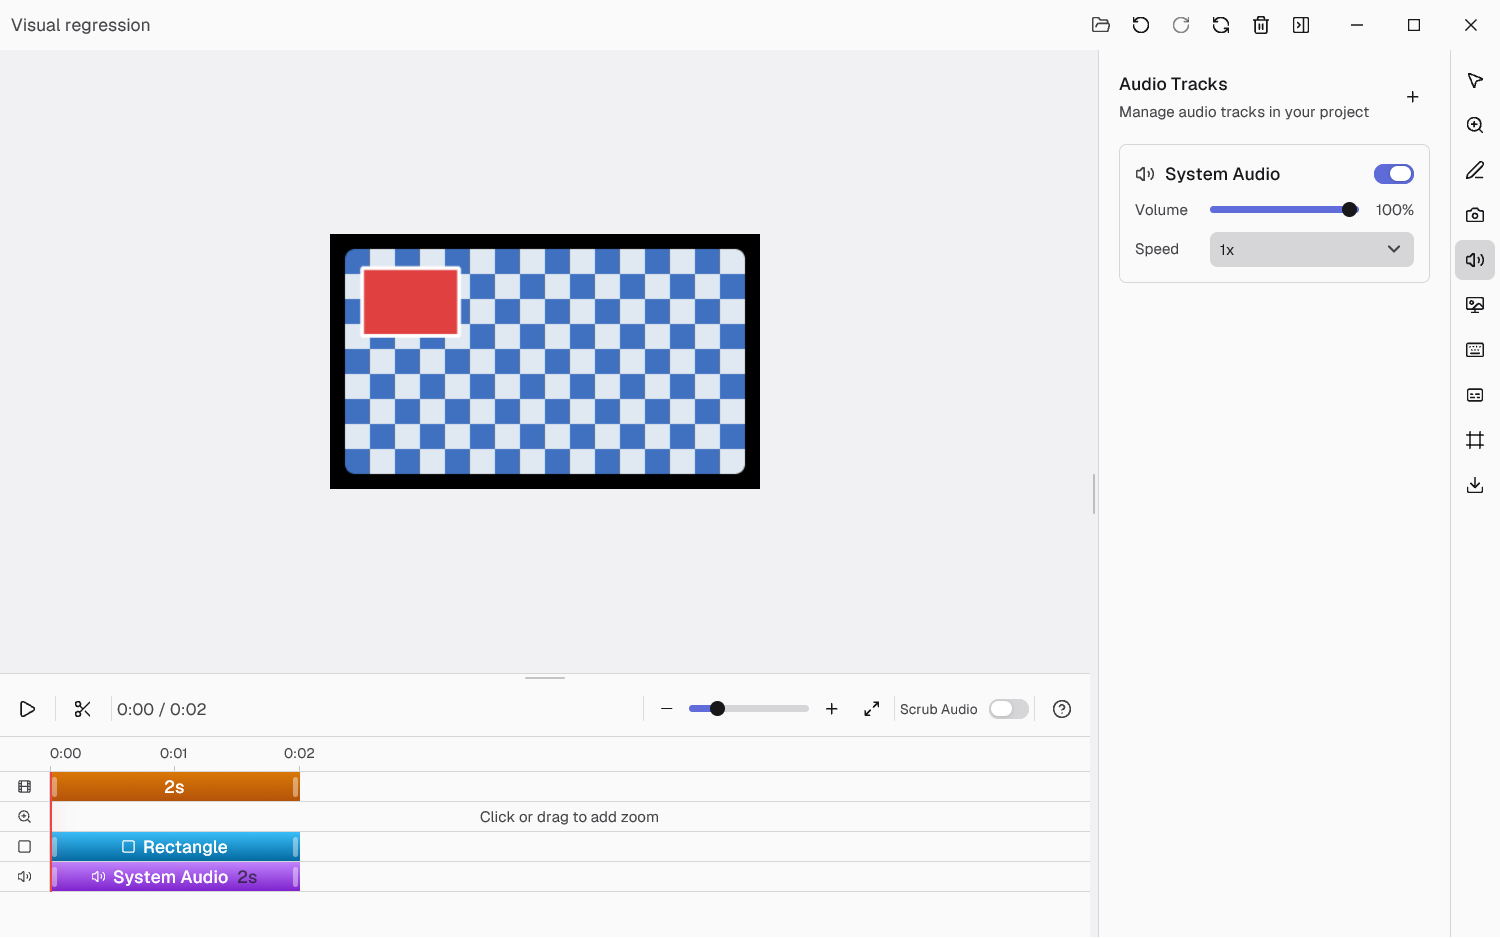 Visual regression
Audio Tracks
Manage audio tracks in your project
System Audio
Volume 100%
Speed 1x
0:00 / 0:02
Scrub Audio
0:00 0:01 0:02
2s
Click or drag to add zoom
Rectangle
System Audio 2s